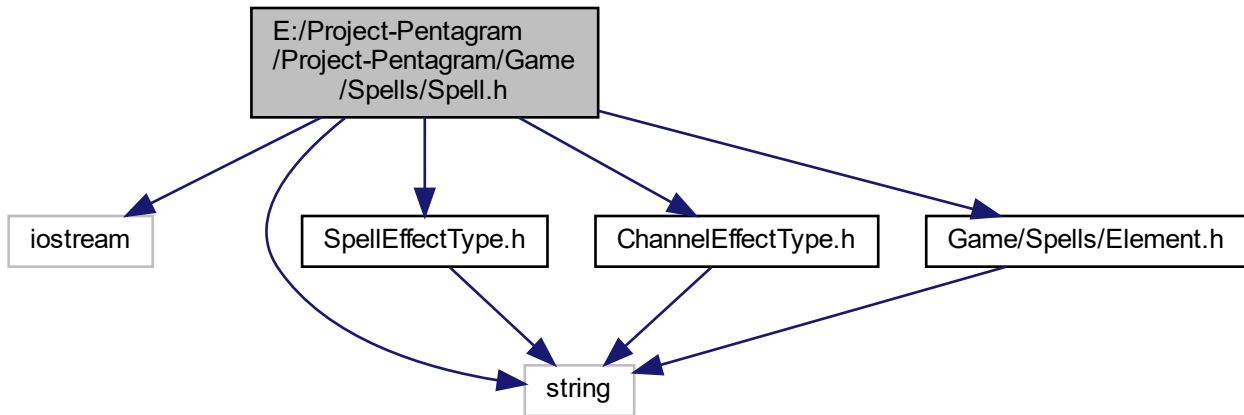 E:/Project-Pentagram
/Project-Pentagram/Game
/Spells/Spell.h
iostream
SpellEffectType.h
ChannelEffectType.h
Game/Spells/Element.h
string